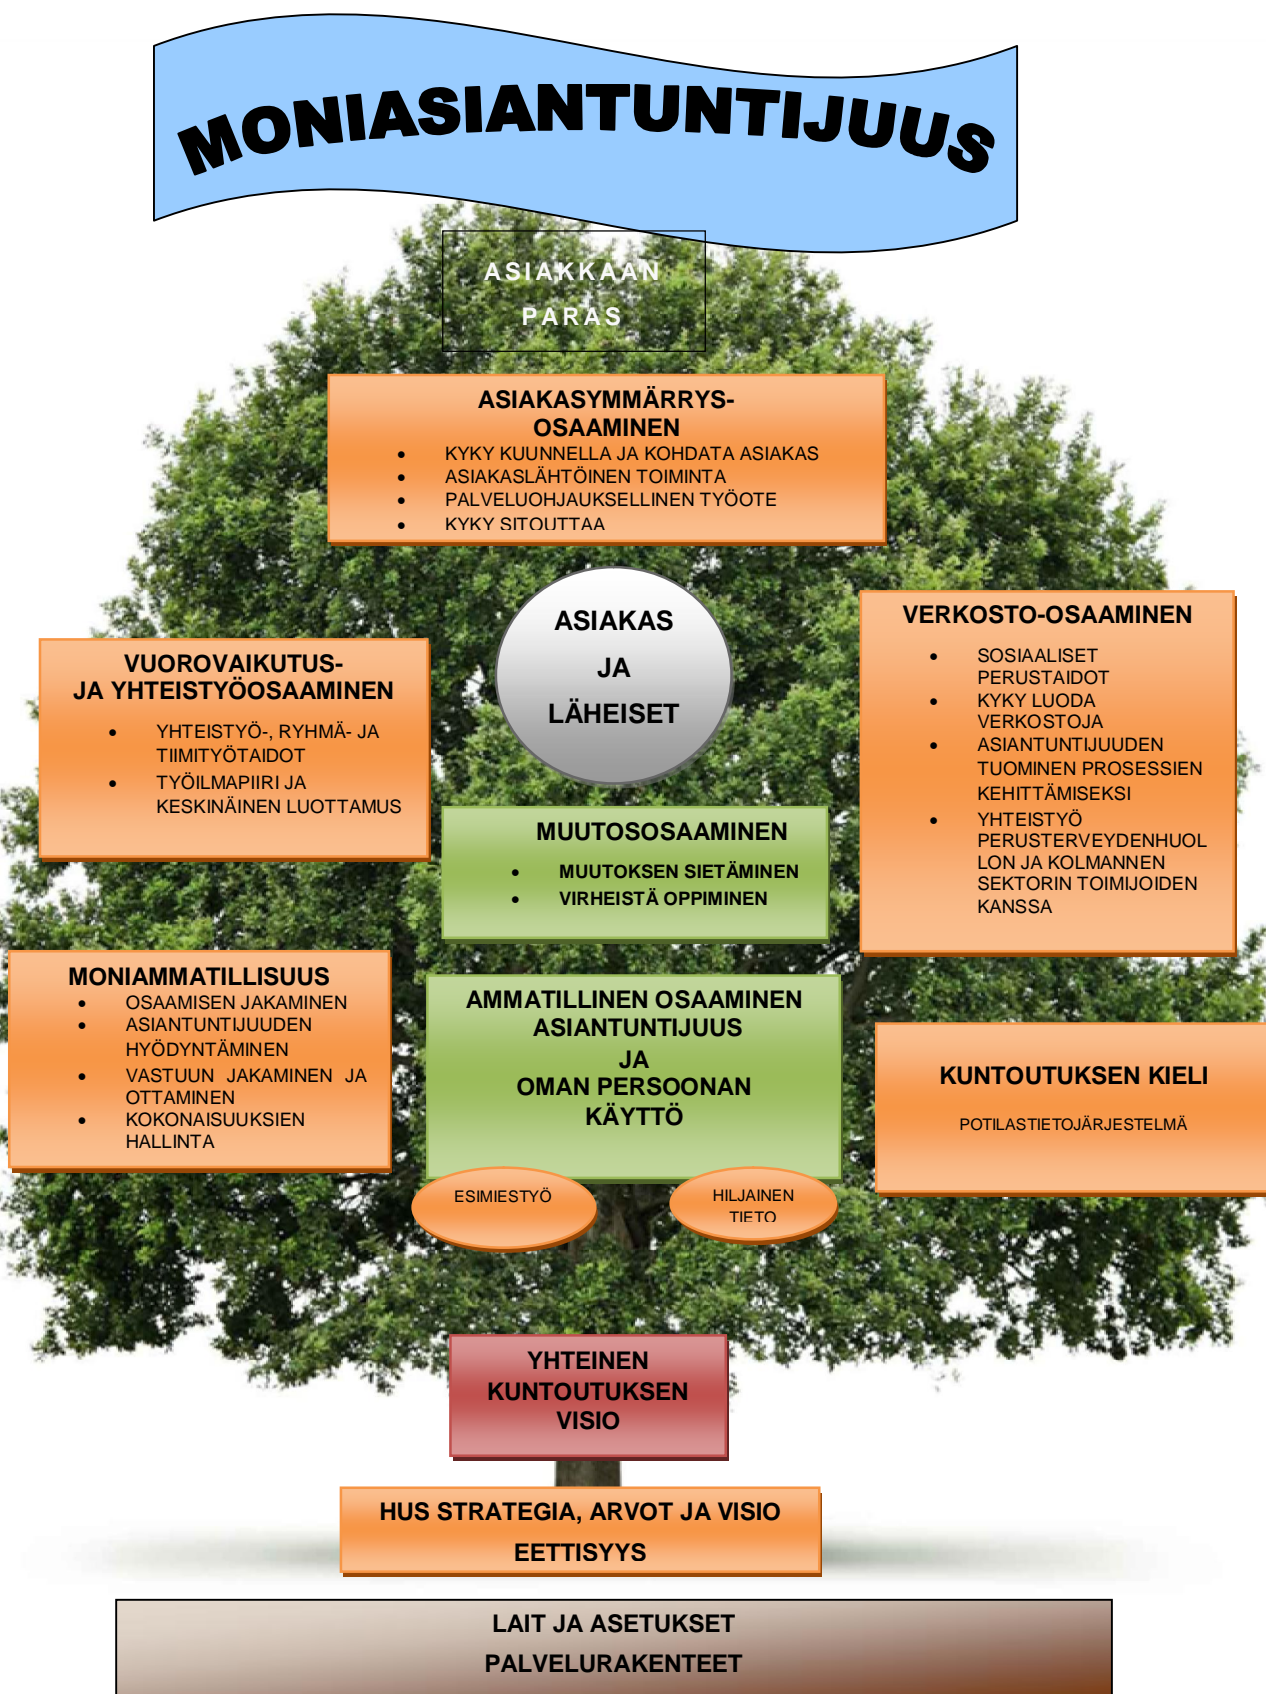 MONIASIANTUNTIJUUS
ASIAKKAAN
PARAS
ASIAKASYMMÄRRYS-
OSAAMINEN
• KYKY KUUNNELLA JA KOHDATA ASIAKAS
• ASIAKASLÄHTÖINEN TOIMINTA
• PALVELUOHJAUKSELLINEN TYÖOTE
• KYKY SITOUTTAA
ASIAKAS
JA
LÄHEISET
VUOROVAIKUTUS-
JA YHTEISTYÖOSAAMINEN
• YHTEISTYÖ-, RYHMÄ- JA
TIIMITYÖTAIDOT
• TYÖILMAPIIRI JA
KESKINÄINEN LUOTTAMUS
VERKOSTO-OSAAMINEN
• SOSIAALISET
PERUSTAIDOT
• KYKY LUODA
VERKOSTOJA
• ASIANTUNTIJUUDEN
TUOMINEN PROSESSIEN
KEHITTÄMISEKSI
• YHTEISTYÖ
PERUSTERVEYDENHUOL
LON JA KOLMANNEN
SEKTORIN TOIMIJOIDEN
KANSSA
MUUTOSOSAAMINEN
• MUUTOKSEN SIETÄMINEN
• VIRHEISTÄ OPPIMINEN
MONIAMMATILLISUUS
• OSAAMISEN JAKAMINEN
• ASIANTUNTIJUUDEN
HYÖDYNTÄMINEN
• VASTUUN JAKAMINEN JA
OTTAMINEN
• KOKONAISUUKSIEN
HALLINTA
AMMATILLINEN OSAAMINEN
ASIANTUNTIJUUS
JA
OMAN PERSOONAN
KÄYTTÖ
KUNTOUTUKSEN KIELI
POTILASTIETOJÄRJESTELMÄ
ESIMIESTYÖ
HILJAINEN
TIETO
YHTEINEN
KUNTOUTUKSEN
VISIO
HUS STRATEGIA, ARVOT JA VISIO
EETTISYYS
LAIT JA ASETUKSET
PALVELURAKENTEET